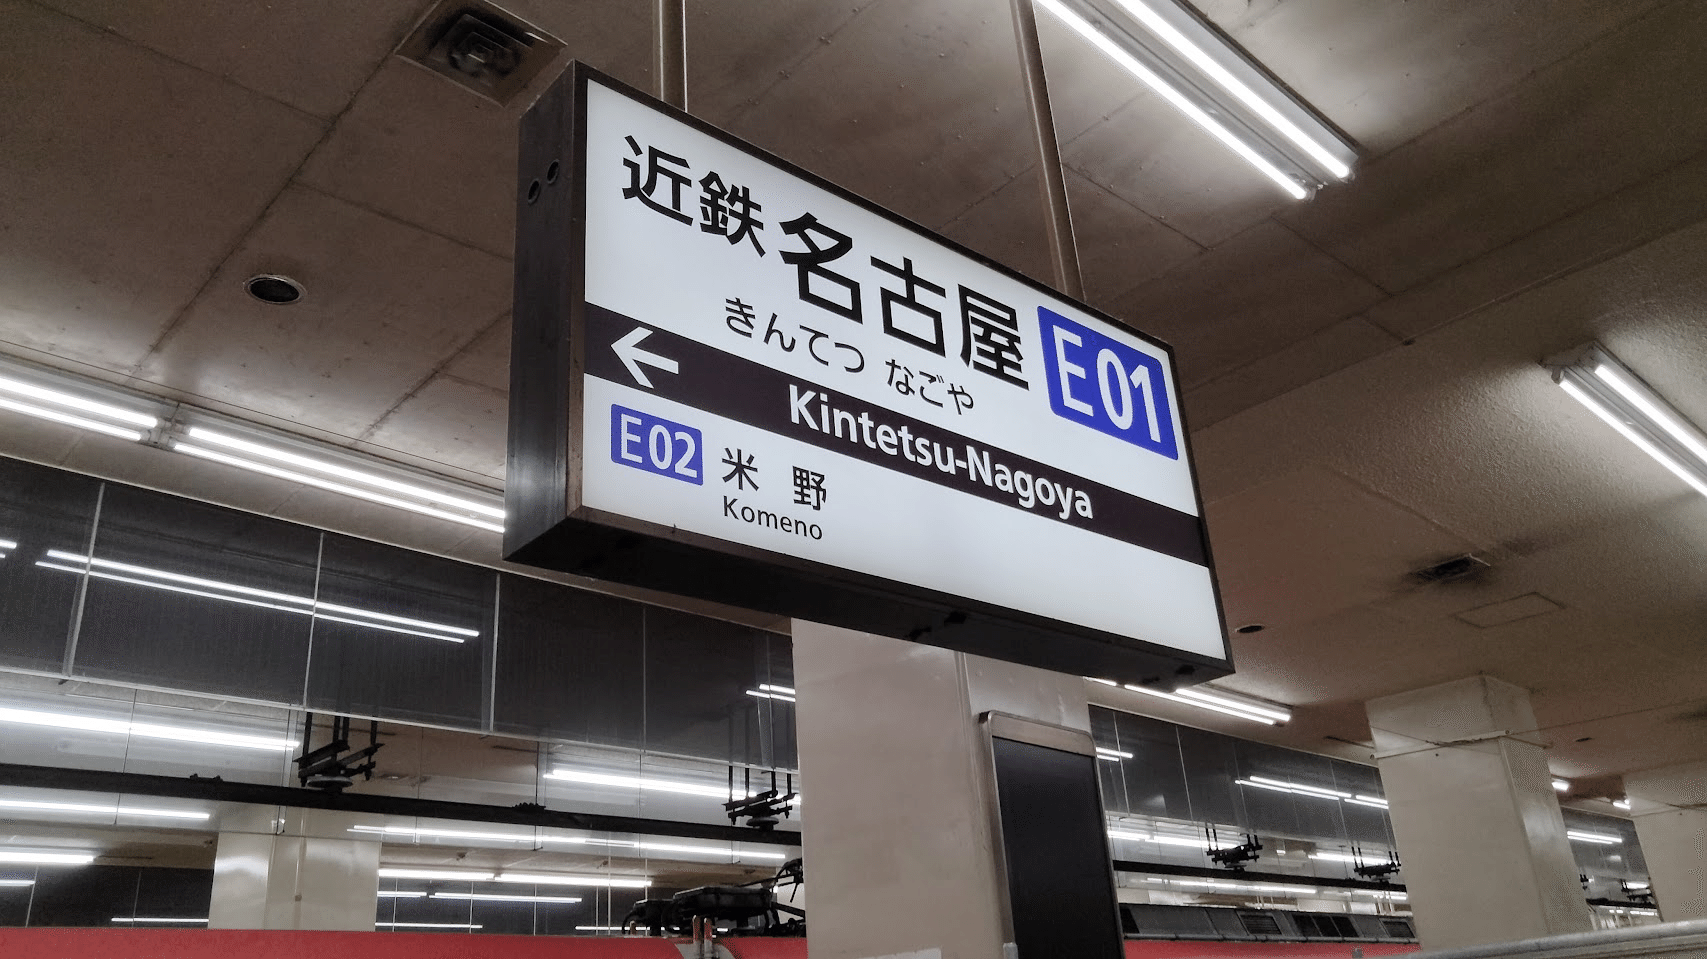 近鉄名古屋
E01
きんてつ なごや
←
Kintetsu-Nagoya
E02
米野
Komeno